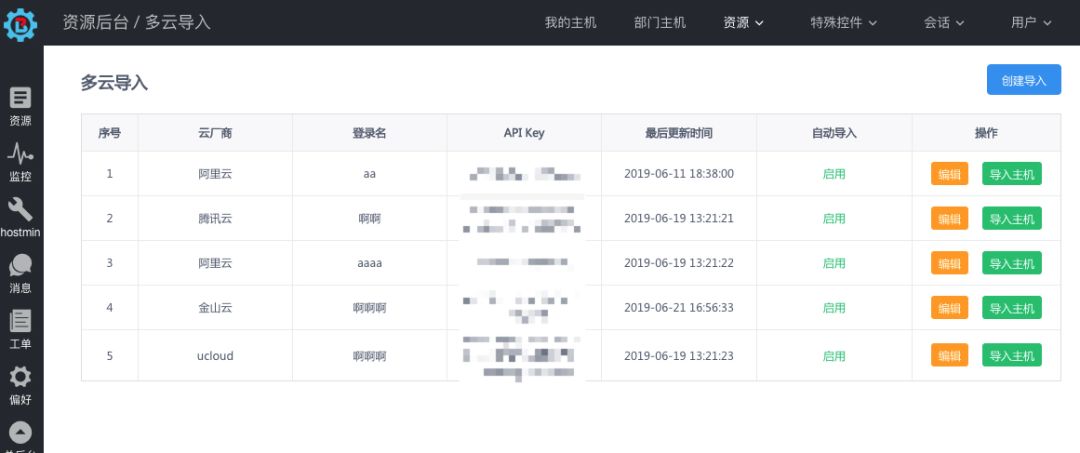 资源后台 / 多云导入 我的主机 部门主机 资源 特殊控件 会话 用户
资源
监控
hostmin
消息
工单
偏好
多云导入 创建导入
序号 云厂商 登录名 API Key 最后更新时间 自动导入 操作
1 阿里云 aa 2019-06-11 18:38:00 启用 编辑 导入主机
2 腾讯云 啊啊 2019-06-19 13:21:21 启用 编辑 导入主机
3 阿里云 aaaa 2019-06-19 13:21:22 启用 编辑 导入主机
4 金山云 啊啊啊 2019-06-21 16:56:33 启用 编辑 导入主机
5 ucloud 啊啊啊 2019-06-19 13:21:23 启用 编辑 导入主机